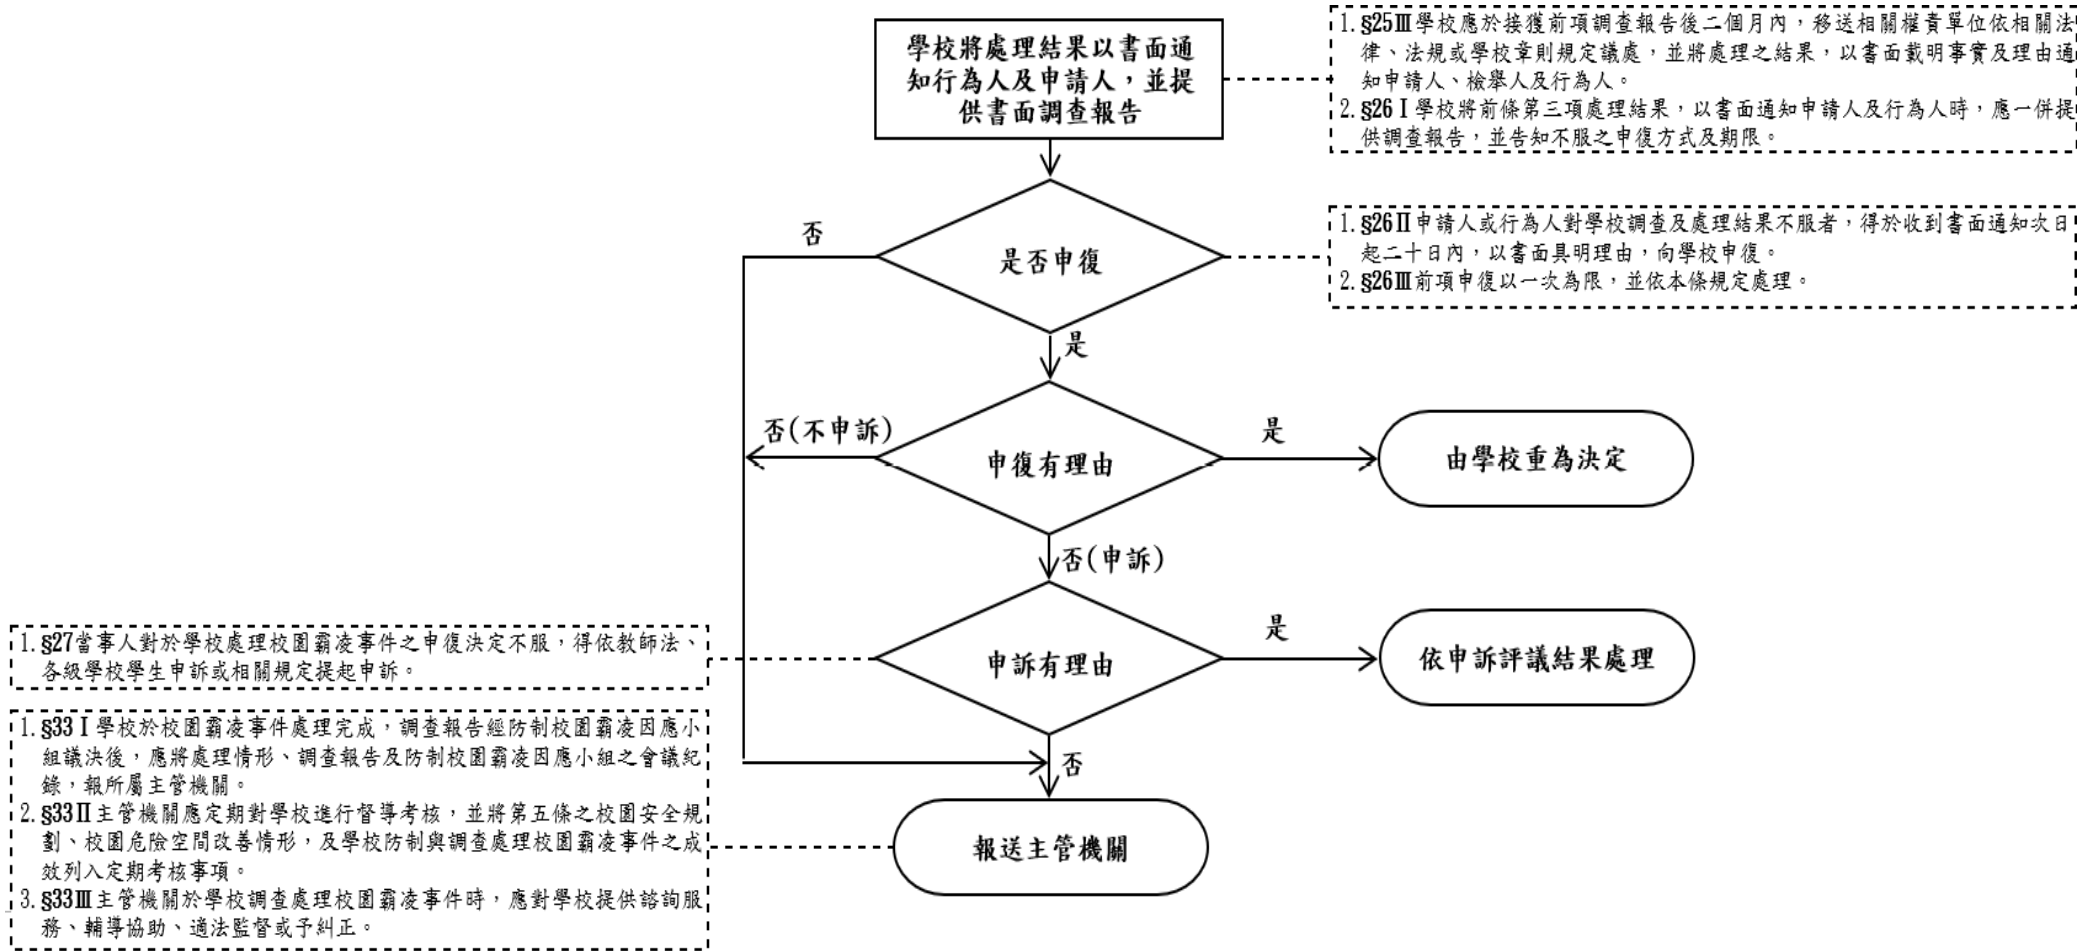 學校將處理結果以書面通
知行為人及申請人，並提
供書面調查報告
1. §25Ⅲ學校應於接獲前項調查報告後二個月內，移送相關權責單位依相關法
律、法規或學校章則規定議處，並將處理之結果，以書面載明事實及理由通
知申請人、檢舉人及行為人。
2. §26Ⅰ學校將前條第三項處理結果，以書面通知申請人及行為人時，應一併提
供調查報告，並告知不服之申復方式及期限。
否
是否申復
1. §26Ⅱ申請人或行為人對學校調查及處理結果不服者，得於收到書面通知次日
起二十日內，以書面具明理由，向學校申復。
2. §26Ⅲ前項申復以一次為限，並依本條規定處理。
是
否(不申訴)
申復有理由
是
由學校重為決定
否(申訴)
1. §27當事人對於學校處理校園霸凌事件之申復決定不服，得依教師法、
各級學校學生申訴或相關規定提起申訴。
申訴有理由
是
依申訴評議結果處理
否
1. §33Ⅰ學校於校園霸凌事件處理完成，調查報告經防制校園霸凌因應小
組議決後，應將處理情形、調查報告及防制校園霸凌因應小組之會議紀
錄，報所屬主管機關。
2. §33Ⅱ主管機關應定期對學校進行督導考核，並將第五條之校園安全規
劃、校園危險空間改善情形，及學校防制與調查處理校園霸凌事件之成
效列入定期考核事項。
3. §33Ⅲ主管機關於學校調查處理校園霸凌事件時，應對學校提供諮詢服
務、輔導協助、適法監督或予糾正。
報送主管機關